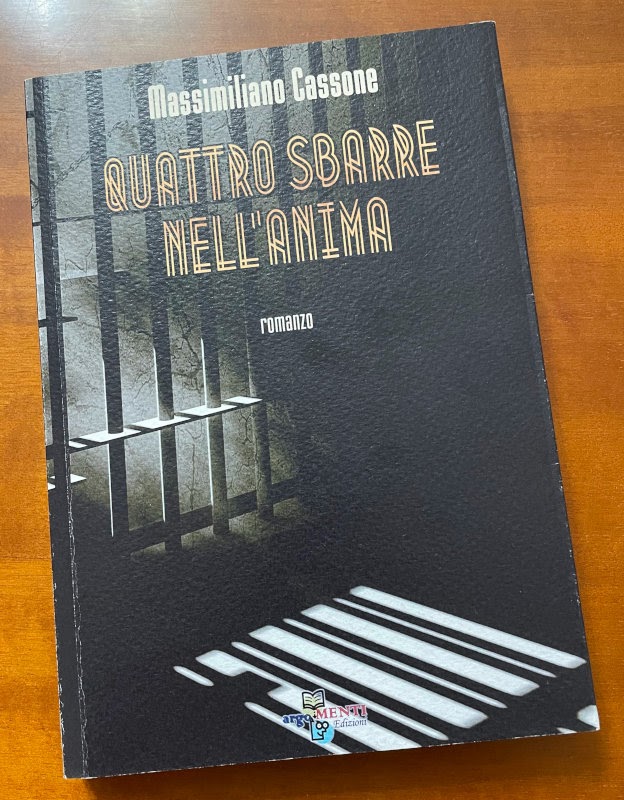 Massimiliano Cassone
QUATTRO SBARRE
NELL'ANIMA
romanzo
argoMENTI
Edizioni